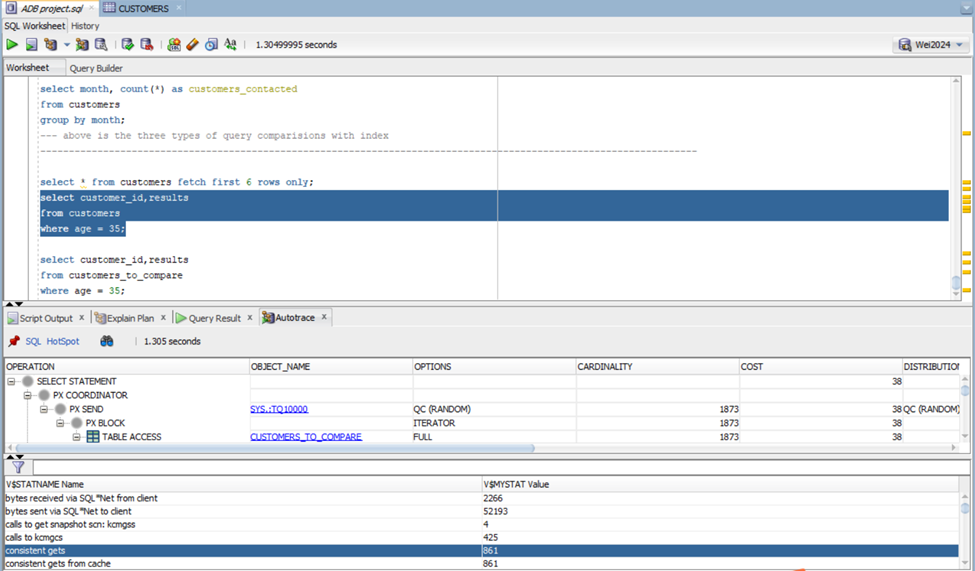 ADB project.sql × CUSTOMERS ×
SQL Worksheet History
1.30499995 seconds Wei2024
Worksheet Query Builder
select month, count(*) as customers_contacted
from customers
group by month;
--- above is the three types of query comparisions with index
select * from customers fetch first 6 rows only;
select customer_id,results
from customers
where age = 35;
select customer_id,results
from customers_to_compare
where age = 35;
Script Output × Explain Plan × Query Result × Autotrace ×
SQL HotSpot 1.305 seconds
OPERATION OBJECT_NAME OPTIONS CARDINALITY COST DISTRIBUTION
SELECT STATEMENT 38
PX COORDINATOR
PX SEND SYS.:TQ10000 QC (RANDOM) 1873 38 QC (RANDOM)
PX BLOCK ITERATOR 1873 38
TABLE ACCESS CUSTOMERS_TO_COMPARE FULL 1873 38
V$STATNAME Name V$MYSTAT Value
bytes received via SQL*Net from client 2266
bytes sent via SQL*Net to client 52193
calls to get snapshot scn: kcmgss 4
calls to kcmgcs 425
consistent gets 861
consistent gets from cache 861